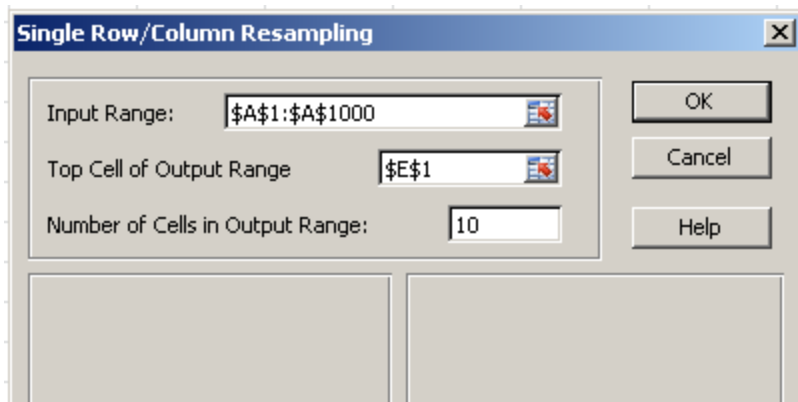 Single Row/Column Resampling
Input Range: $A$1:$A$1000
OK
Top Cell of Output Range $E$1
Cancel
Number of Cells in Output Range: 10
Help